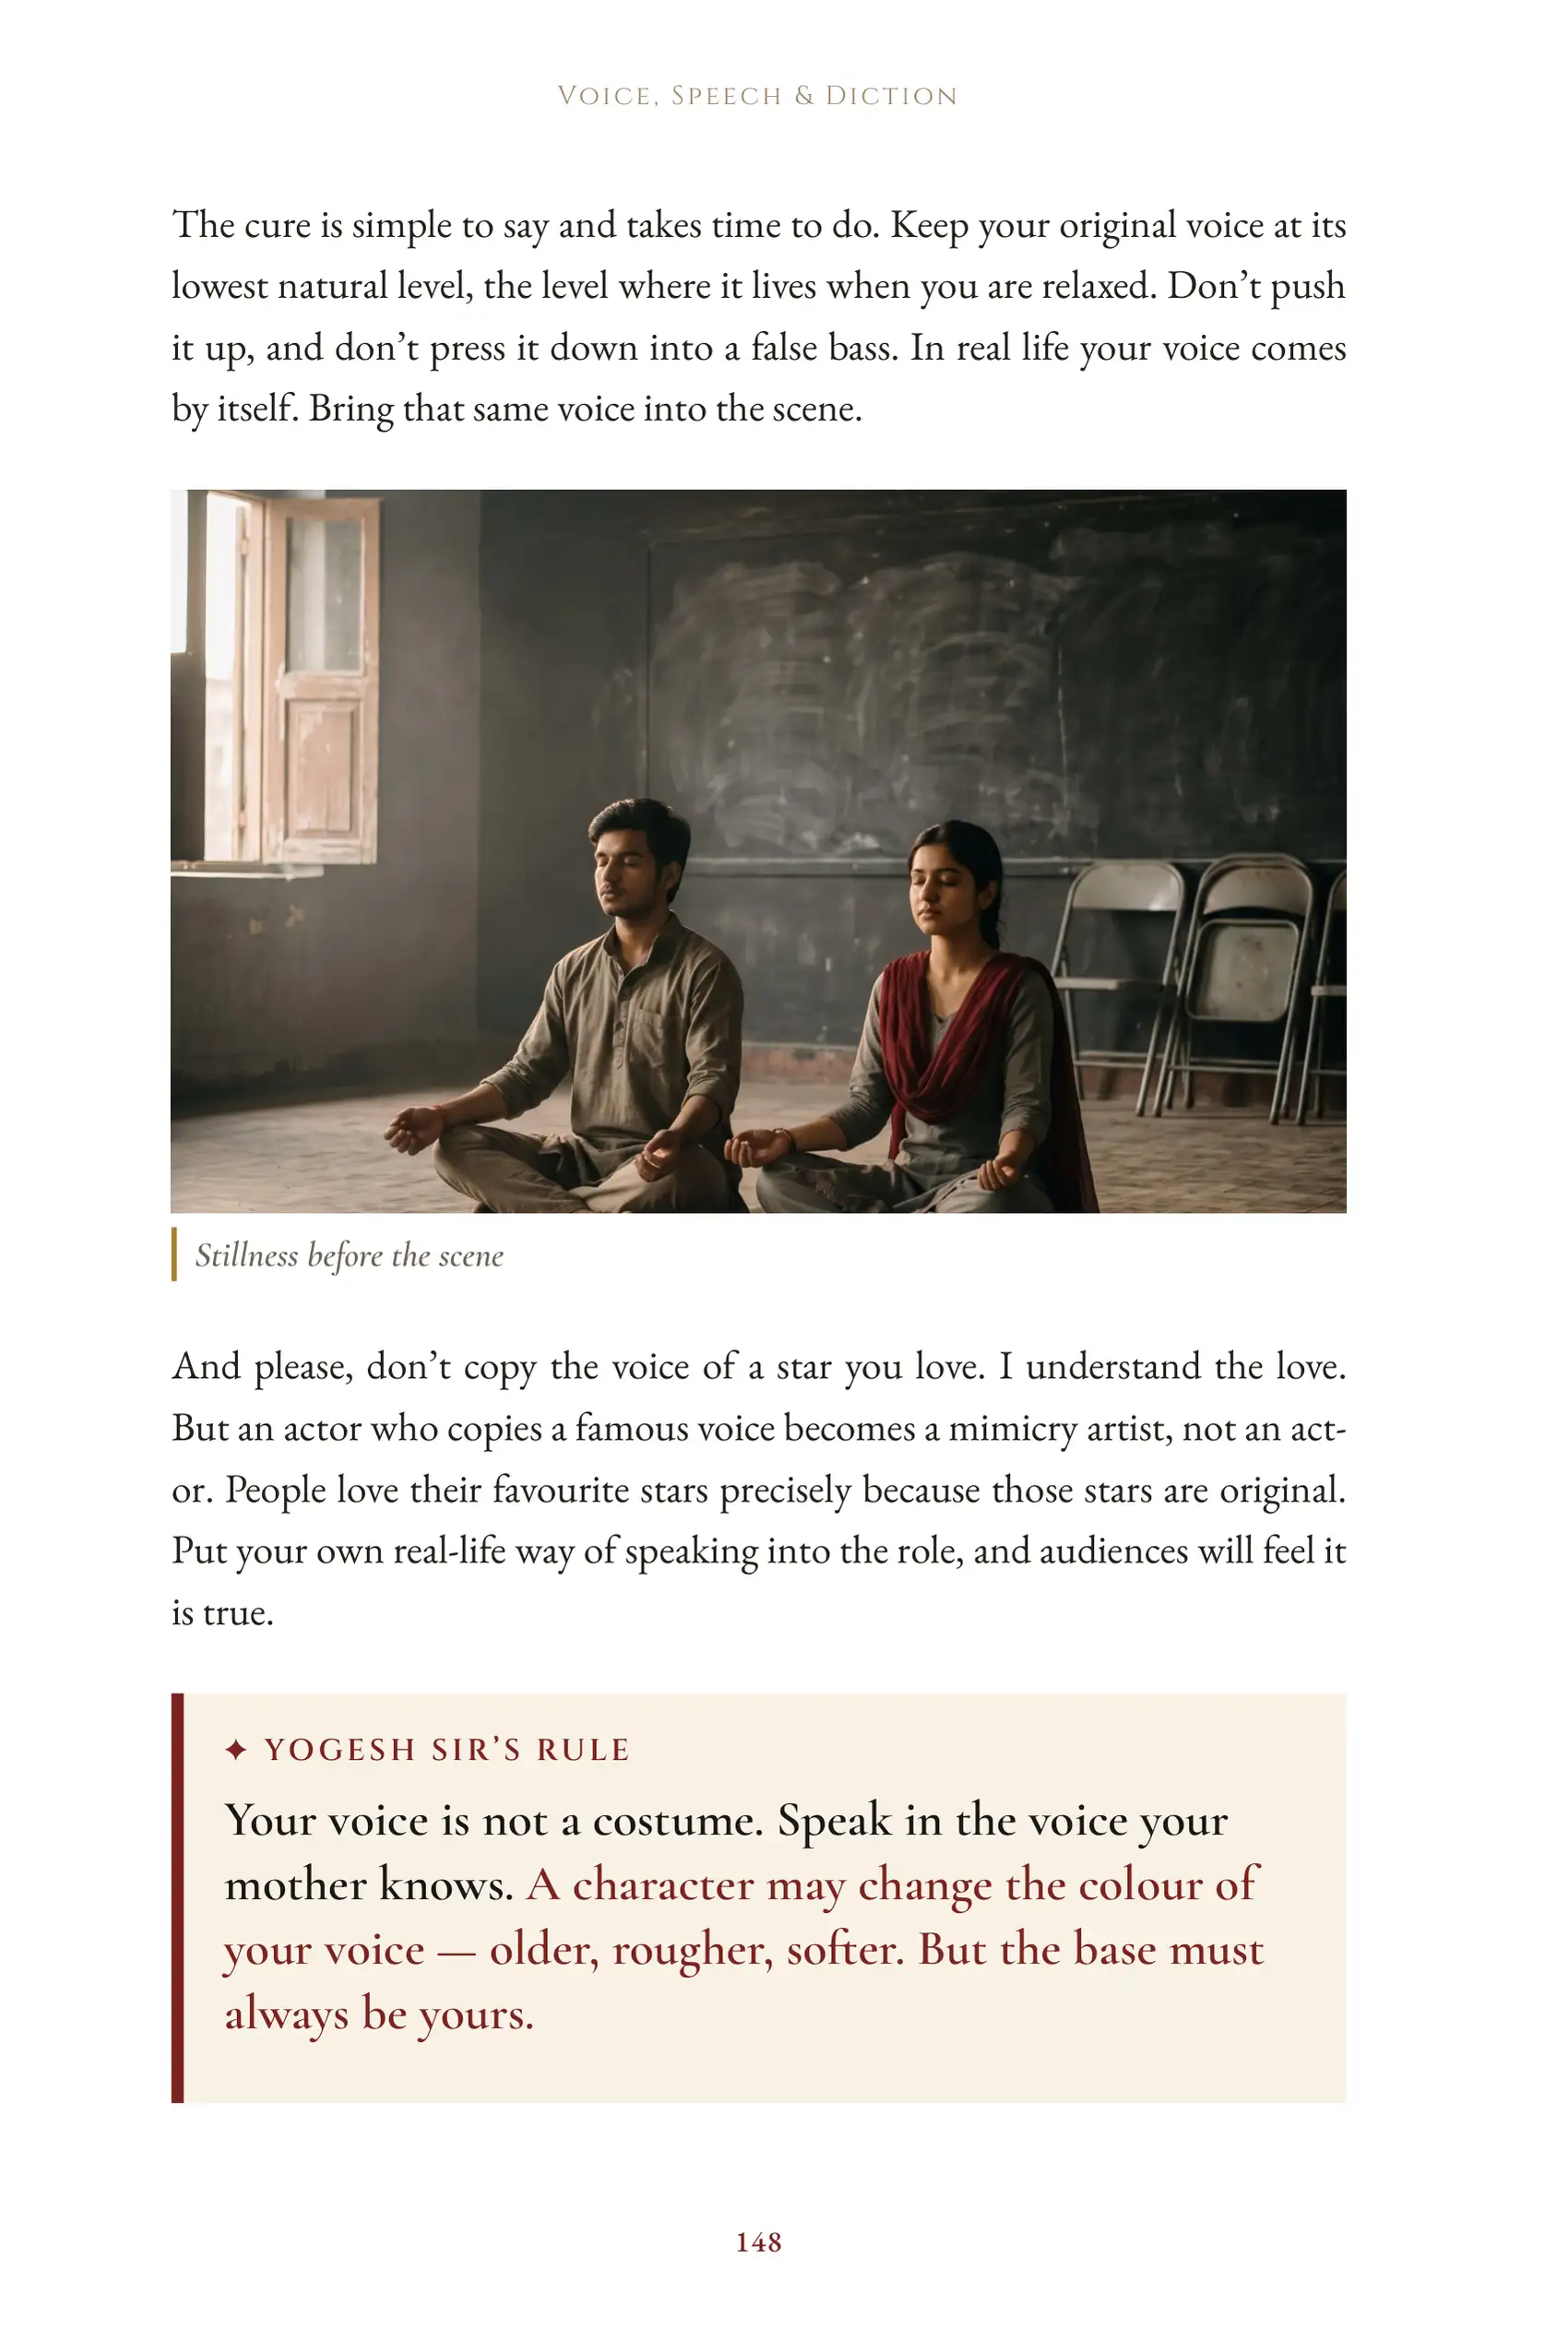 VOICE, SPEECH & DICTION
The cure is simple to say and takes time to do. Keep your original voice at its
lowest natural level, the level where it lives when you are relaxed. Don’t push
it up, and don’t press it down into a false bass. In real life your voice comes
by itself. Bring that same voice into the scene.
Stillness before the scene
And please, don’t copy the voice of a star you love. I understand the love.
But an actor who copies a famous voice becomes a mimicry artist, not an act-
or. People love their favourite stars precisely because those stars are original.
Put your own real-life way of speaking into the role, and audiences will feel it
is true.
✦ YOGESH SIR’S RULE
Your voice is not a costume. Speak in the voice your
mother knows. A character may change the colour of
your voice — older, rougher, softer. But the base must
always be yours.
148